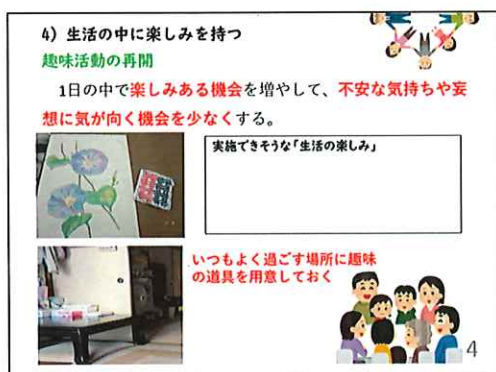 4）生活の中に楽しみを持つ
趣味活動の再開
1日の中で楽しみある機会を増やして、不安な気持ちや妄
想に気が向く機会を少なくする。
実施できそうな「生活の楽しみ」
いつもよく過ごす場所に趣味
の道具を用意しておく
4